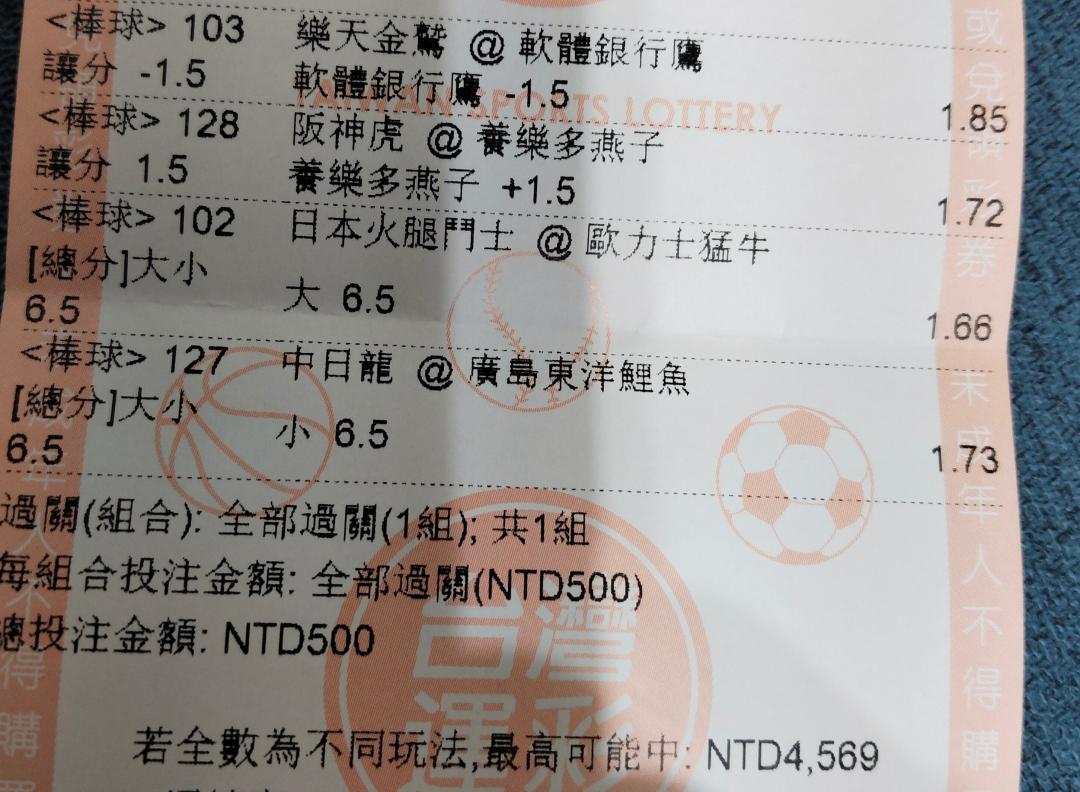 <棒球> 103 樂天金鷲 @ 軟體銀行鷹
讓分 -1.5 軟體銀行鷹 -1.5 1.85
TAIWAN SPORTS LOTTERY
<棒球> 128 阪神虎 @ 養樂多燕子
讓分 1.5 養樂多燕子 +1.5 1.72
<棒球> 102 日本火腿鬥士 @ 歐力士猛牛
[總分]大小 大 6.5
6.5 1.66
<棒球> 127 中日龍 @ 廣島東洋鯉魚
[總分]大小 小 6.5
6.5 1.73
過關(組合): 全部過關(1組); 共1組
每組合投注金額: 全部過關(NTD500)
總投注金額: NTD500
台灣
運彩
若全數為不同玩法,最高可能中: NTD4,569
或兌領彩券
未成年人不得購